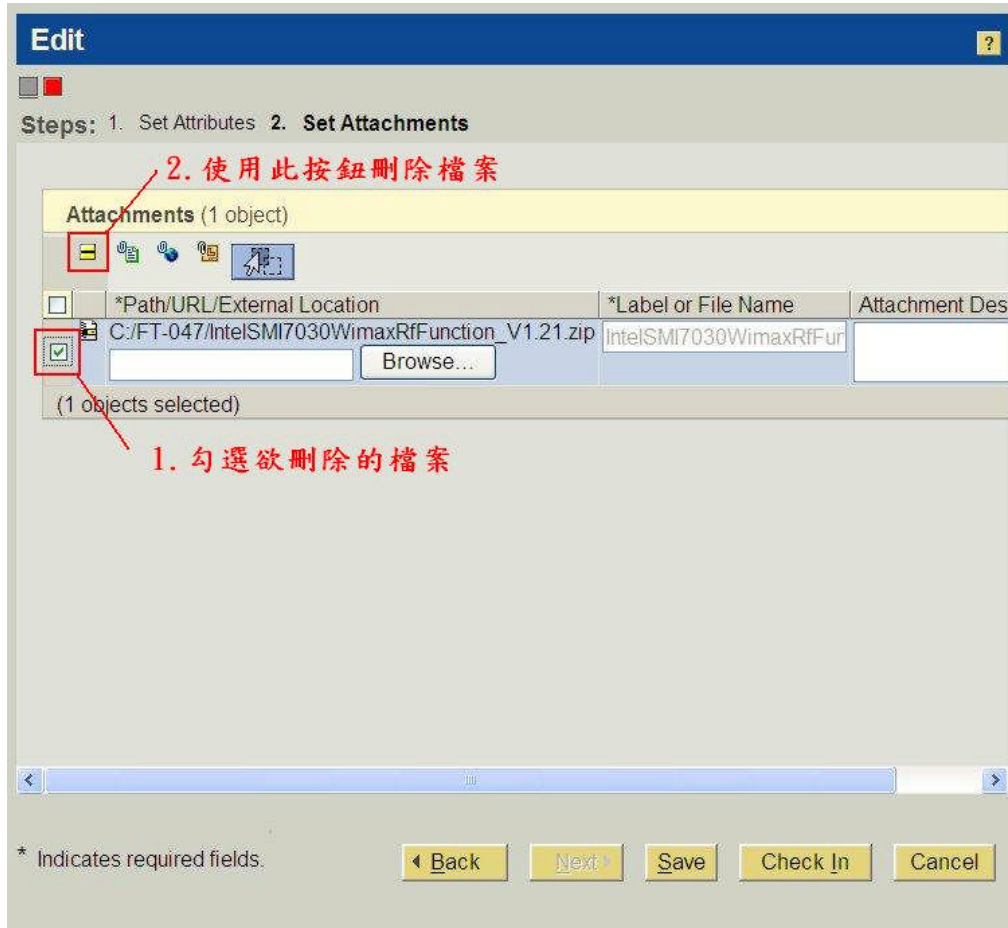 Edit
?
Steps: 1. Set Attributes 2. Set Attachments
2. 使用此按鈕刪除檔案
Attachments (1 object)
*Path/URL/External Location *Label or File Name Attachment Des
C:/FT-047/IntelSMI7030WimaxRfFunction_V1.21.zip IntelSMI7030WimaxRfFur
Browse...
(1 objects selected)
1. 勾選欲刪除的檔案
* Indicates required fields. Back Next Save Check In Cancel